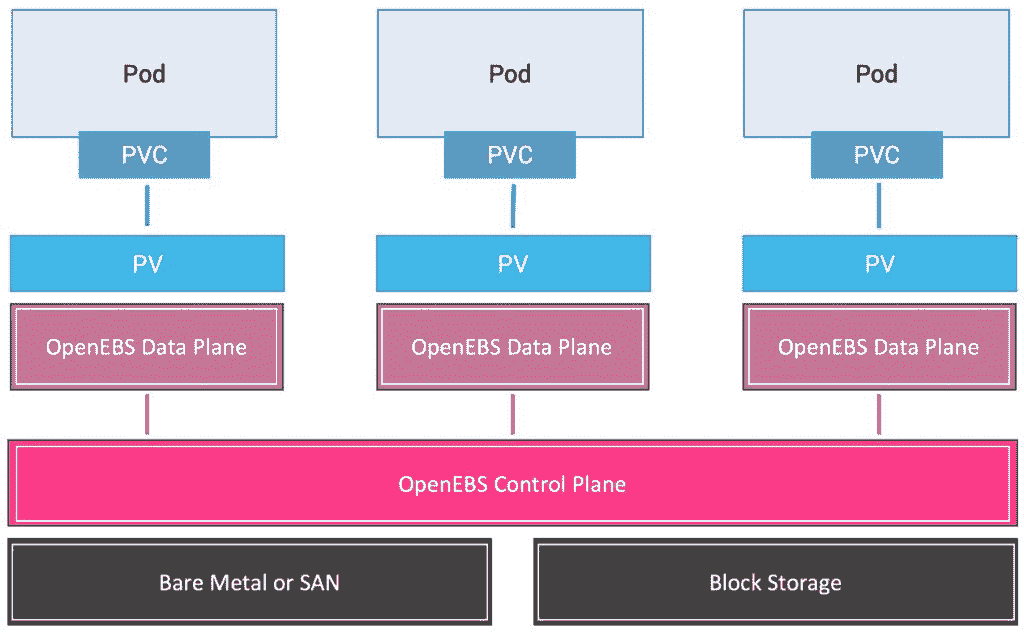 Pod
Pod
Pod
PVC
PVC
PVC
PV
PV
PV
OpenEBS Data Plane
OpenEBS Data Plane
OpenEBS Data Plane
OpenEBS Control Plane
Bare Metal or SAN
Block Storage